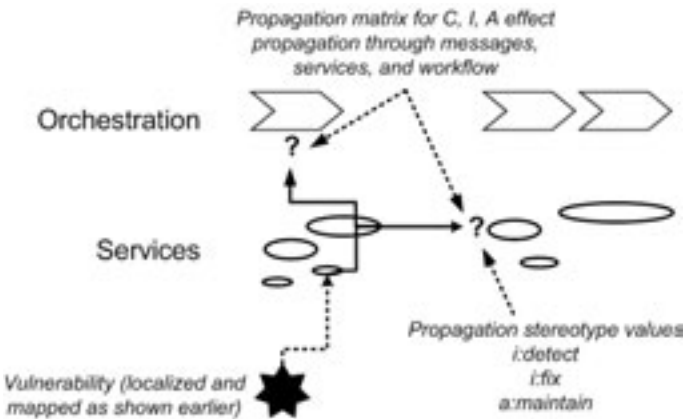 Propagation matrix for C, I, A effect
propagation through messages,
services, and workflow
Orchestration
?
?
Services
Propagation stereotype values
i:detect
i:fix
a:maintain
Vulnerability (localized and
mapped as shown earlier)